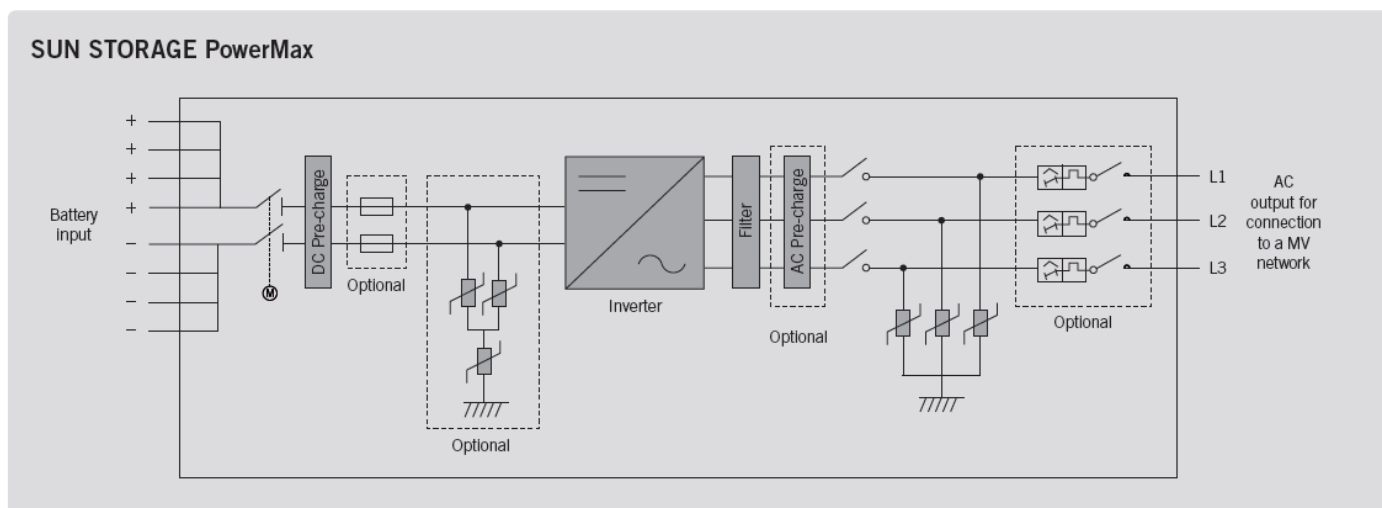 SUN STORAGE PowerMax
+
+
+
+
−
−
−
−
Battery
input
M
DC Pre-charge
Optional
Optional
Inverter
Filter
AC Pre-charge
Optional
Optional
L1
L2
L3
AC
output for
connection
to a MV
network